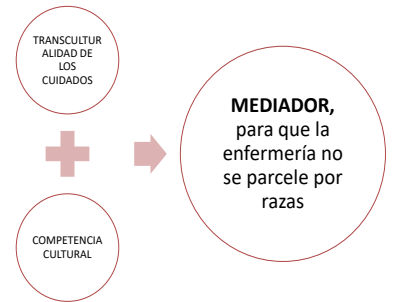 TRANSCULTUR
ALIDAD DE
LOS
CUIDADOS
COMPETENCIA
CULTURAL
MEDIADOR,
para que la
enfermería no
se parcele por
razas